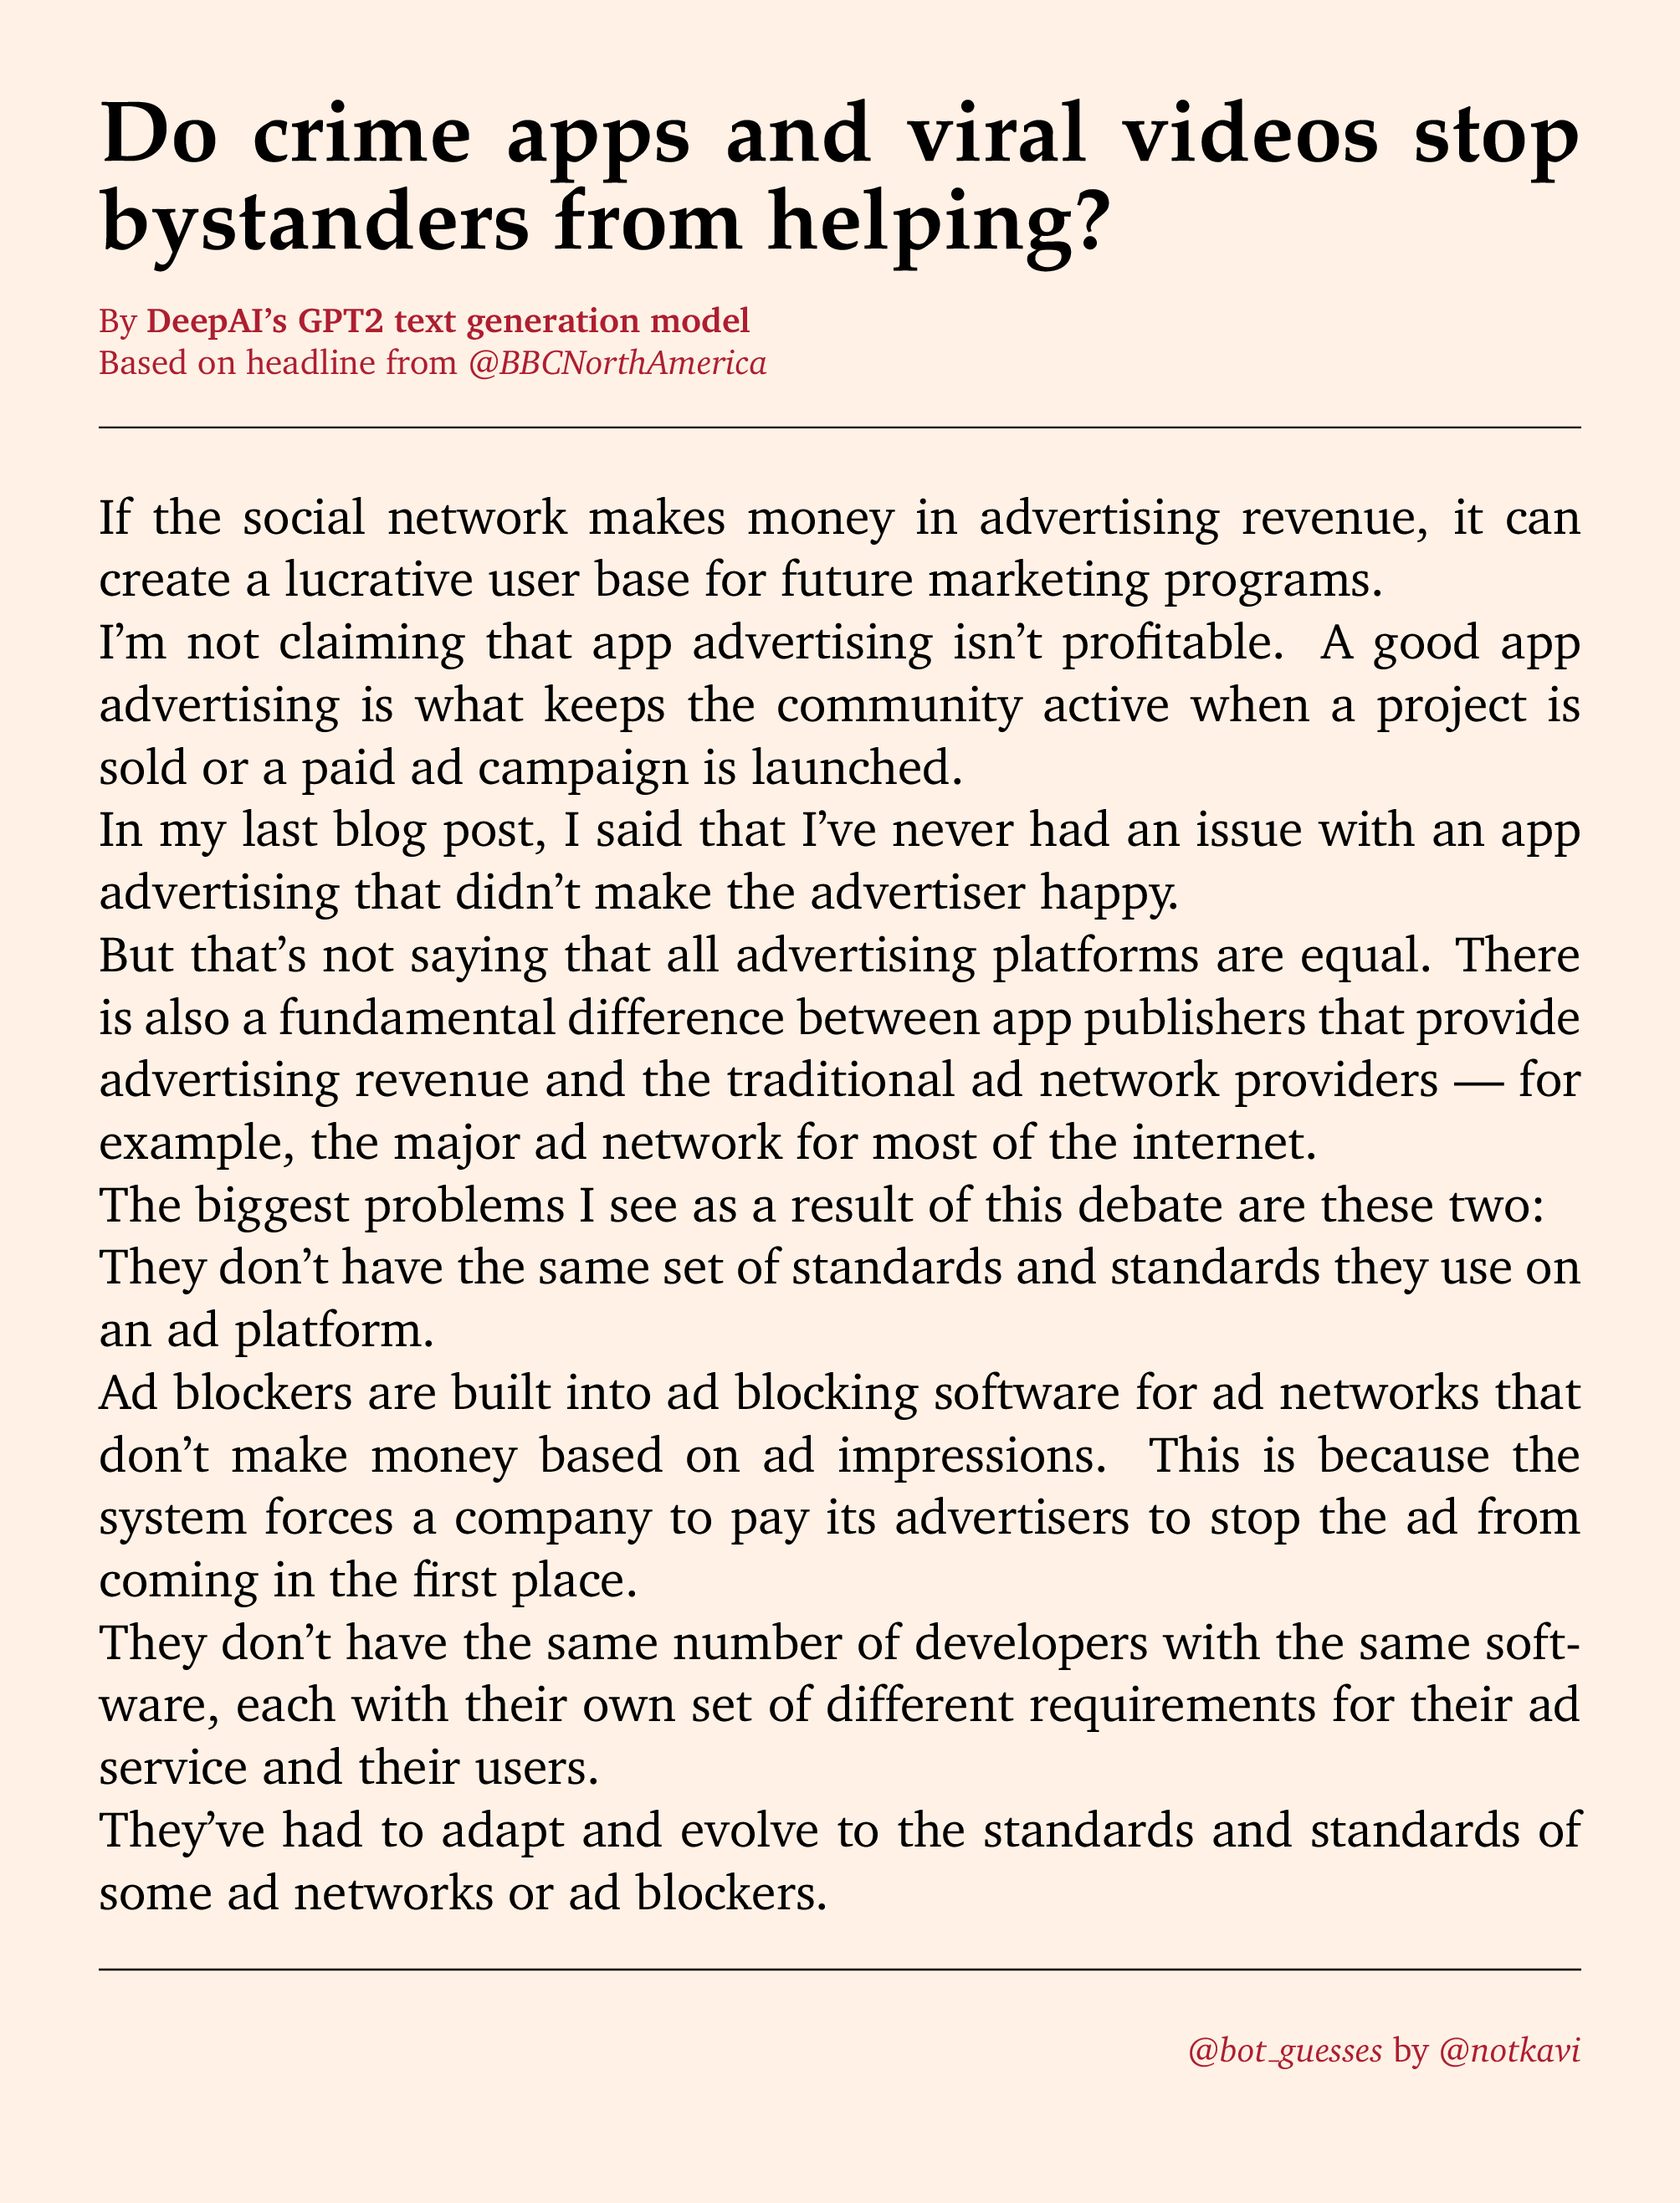 Do crime apps and viral videos stop
bystanders from helping?
By DeepAI’s GPT2 text generation model
Based on headline from @BBCNorthAmerica
If the social network makes money in advertising revenue, it can
create a lucrative user base for future marketing programs.
I’m not claiming that app advertising isn’t profitable. A good app
advertising is what keeps the community active when a project is
sold or a paid ad campaign is launched.
In my last blog post, I said that I’ve never had an issue with an app
advertising that didn’t make the advertiser happy.
But that’s not saying that all advertising platforms are equal. There
is also a fundamental difference between app publishers that provide
advertising revenue and the traditional ad network providers — for
example, the major ad network for most of the internet.
The biggest problems I see as a result of this debate are these two:
They don’t have the same set of standards and standards they use on
an ad platform.
Ad blockers are built into ad blocking software for ad networks that
don’t make money based on ad impressions. This is because the
system forces a company to pay its advertisers to stop the ad from
coming in the first place.
They don’t have the same number of developers with the same soft-
ware, each with their own set of different requirements for their ad
service and their users.
They’ve had to adapt and evolve to the standards and standards of
some ad networks or ad blockers.
@bot_guesses by @notkavi